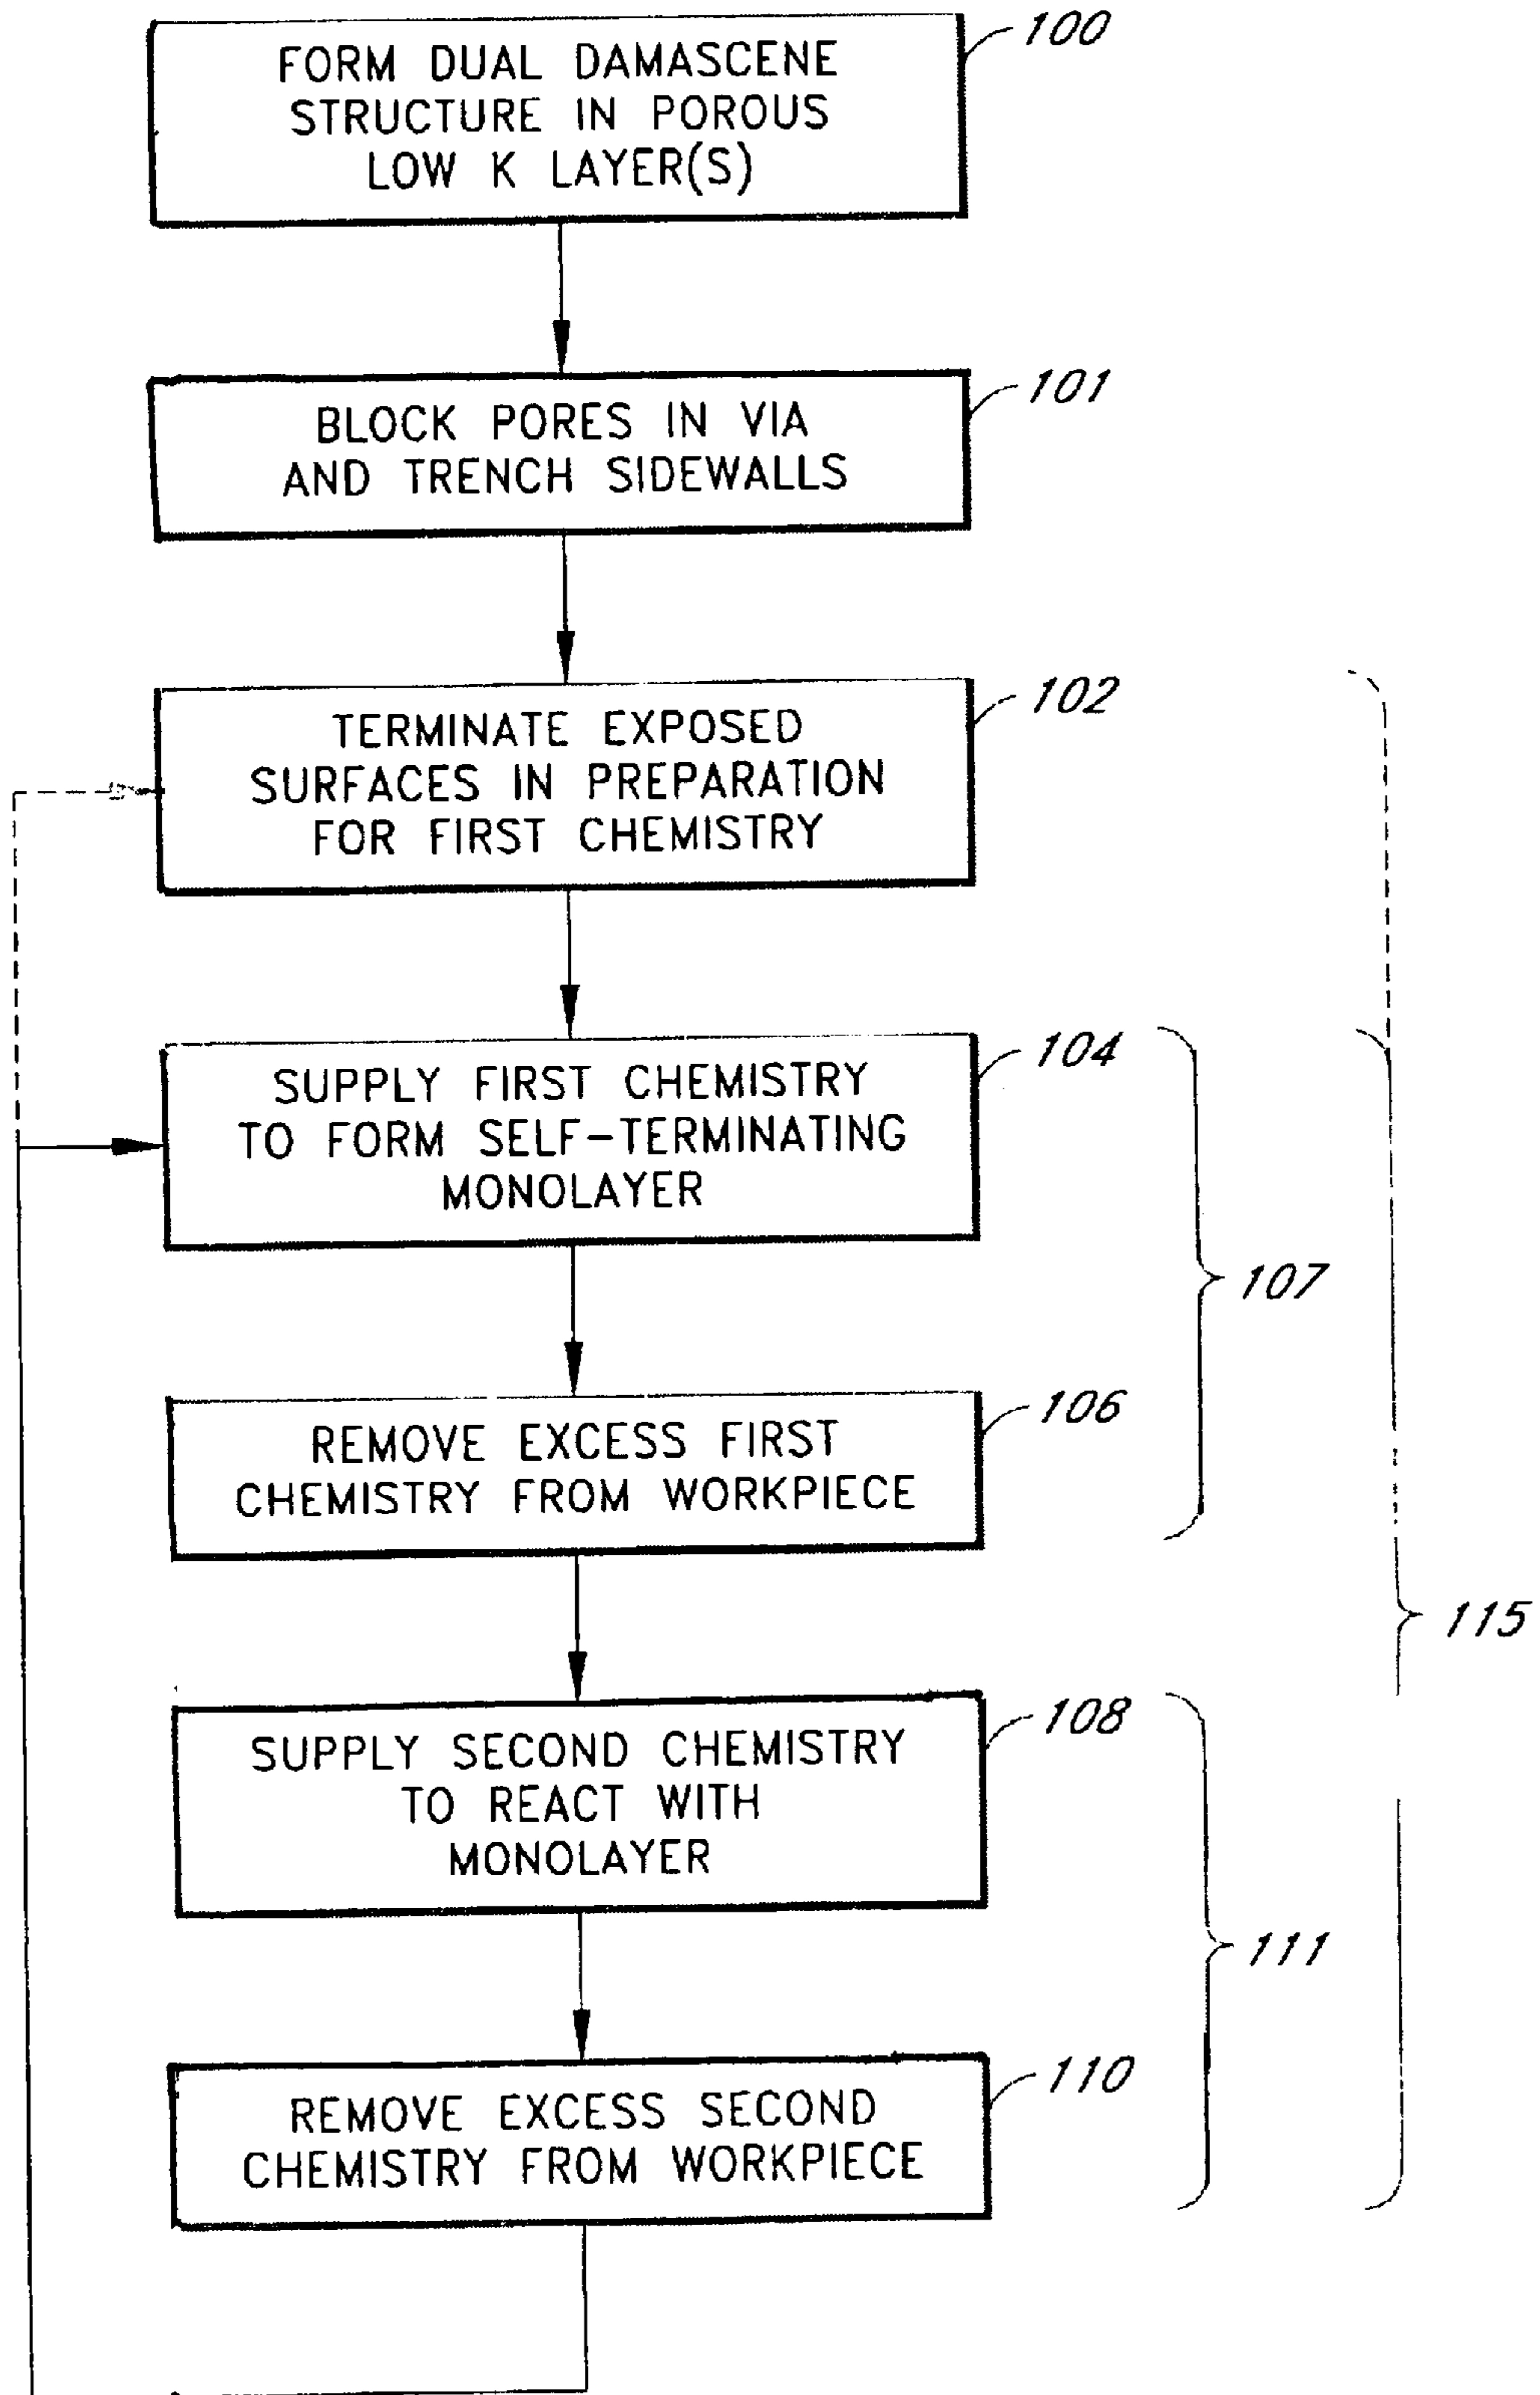 100
FORM DUAL DAMASCENE
STRUCTURE IN POROUS
LOW K LAYER(S)
101
BLOCK PORES IN VIA
AND TRENCH SIDEWALLS
102
TERMINATE EXPOSED
SURFACES IN PREPARATION
FOR FIRST CHEMISTRY
104
SUPPLY FIRST CHEMISTRY
TO FORM SELF-TERMINATING
MONOLAYER
107
106
REMOVE EXCESS FIRST
CHEMISTRY FROM WORKPIECE
115
108
SUPPLY SECOND CHEMISTRY
TO REACT WITH
MONOLAYER
111
110
REMOVE EXCESS SECOND
CHEMISTRY FROM WORKPIECE